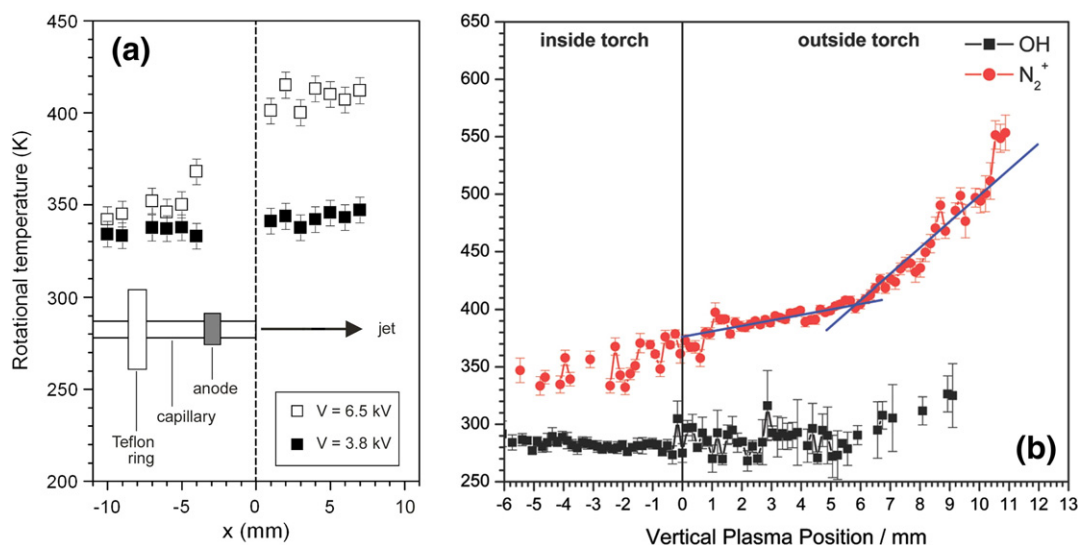 (a)
450
400
350
300
250
200
Rotational temperature (K)
-10
-5
0
5
10
x (mm)
jet
anode
capillary
Teflon
ring
V = 6.5 kV
V = 3.8 kV
650
600
550
500
450
400
350
300
250
inside torch
outside torch
OH
N₂⁺
(b)
-6 -5 -4 -3 -2 -1 0 1 2 3 4 5 6 7 8 9 10 11 12 13
Vertical Plasma Position / mm